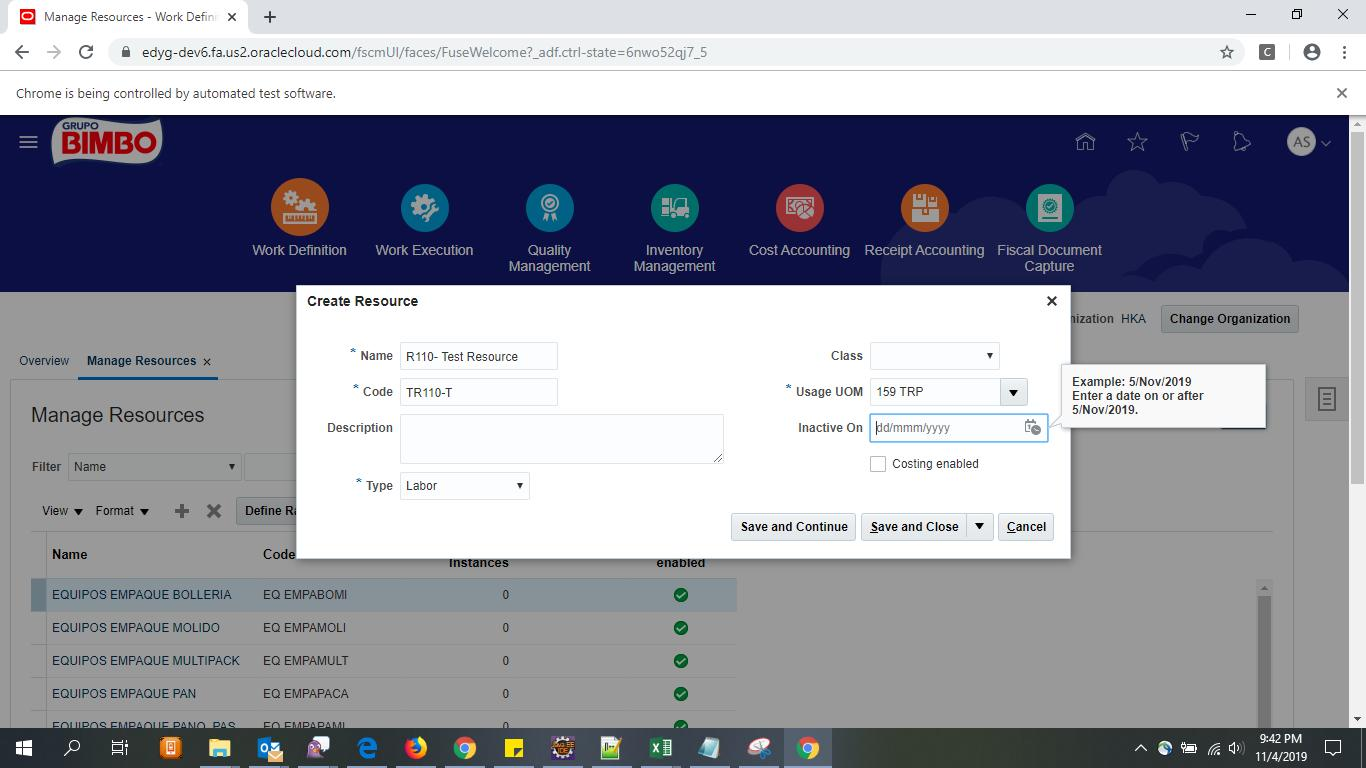 Manage Resources - Work Defin
edyg-dev6.fa.us2.oraclecloud.com/fscmUI/faces/FuseWelcome?_adf.ctrl-state=6nwo52qj7_5
Chrome is being controlled by automated test software.
GRUPO
BIMBO
AS
Work Definition
Work Execution
Quality
Management
Inventory
Management
Cost Accounting
Receipt Accounting
Fiscal Document
Capture
Create Resource
nization HKA
Change Organization
Overview
Manage Resources
* Name R110- Test Resource
Class
* Code TR110-T
* Usage UOM 159 TRP
Example: 5/Nov/2019
Enter a date on or after
5/Nov/2019.
Manage Resources
Description
Inactive On dd/mmm/yyyy
Costing enabled
Filter Name
* Type Labor
View Format Define Ra
Save and Continue Save and Close Cancel
Name Code Instances enabled
EQUIPOS EMPAQUE BOLLERIA EQ EMPABOMI 0
EQUIPOS EMPAQUE MOLIDO EQ EMPAMOLI 0
EQUIPOS EMPAQUE MULTIPACK EQ EMPAMULT 0
EQUIPOS EMPAQUE PAN EQ EMPAPACA 0
EQUIPOS EMPAQUE PANQ, PAS EQ EMPAPAMI 0
9:42 PM
11/4/2019